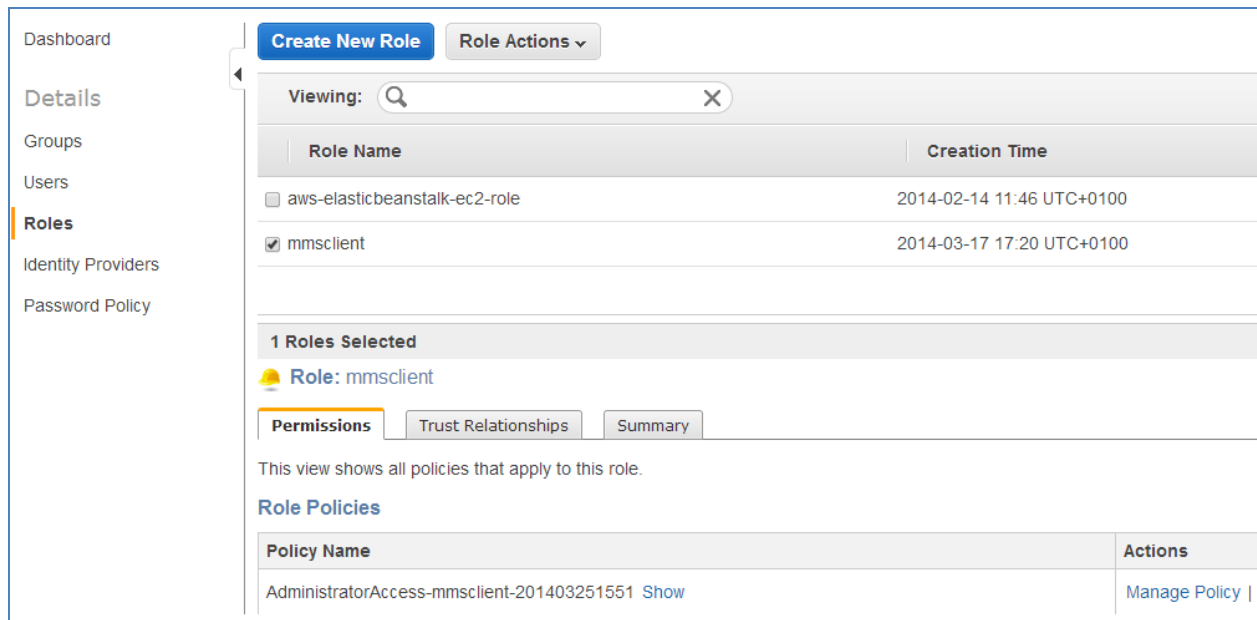 Dashboard
Details
Groups
Users
Roles
Identity Providers
Password Policy
Create New Role
Role Actions
Viewing:
Role Name Creation Time
aws-elasticbeanstalk-ec2-role 2014-02-14 11:46 UTC+0100
mmsclient 2014-03-17 17:20 UTC+0100
1 Roles Selected
Role: mmsclient
Permissions Trust Relationships Summary
This view shows all policies that apply to this role.
Role Policies
Policy Name Actions
AdministratorAccess-mmsclient-201403251551 Show Manage Policy |